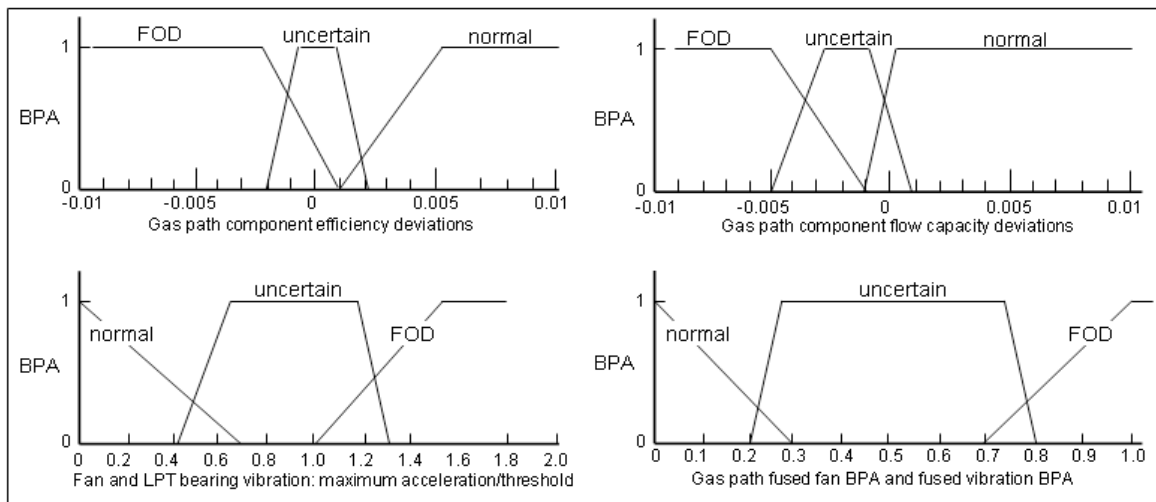 FOD uncertain normal
1
BPA
0
-0.01 -0.005 0 0.005 0.01
Gas path component efficiency deviations
FOD uncertain normal
1
BPA
0
-0.01 -0.005 0 0.005 0.01
Gas path component flow capacity deviations
uncertain
1
normal FOD
BPA
0
0 0.2 0.4 0.6 0.8 1.0 1.2 1.4 1.6 1.8 2.0
Fan and LPT bearing vibration: maximum acceleration/threshold
uncertain
1
normal FOD
BPA
0
0 0.1 0.2 0.3 0.4 0.5 0.6 0.7 0.8 0.9 1.0
Gas path fused fan BPA and fused vibration BPA